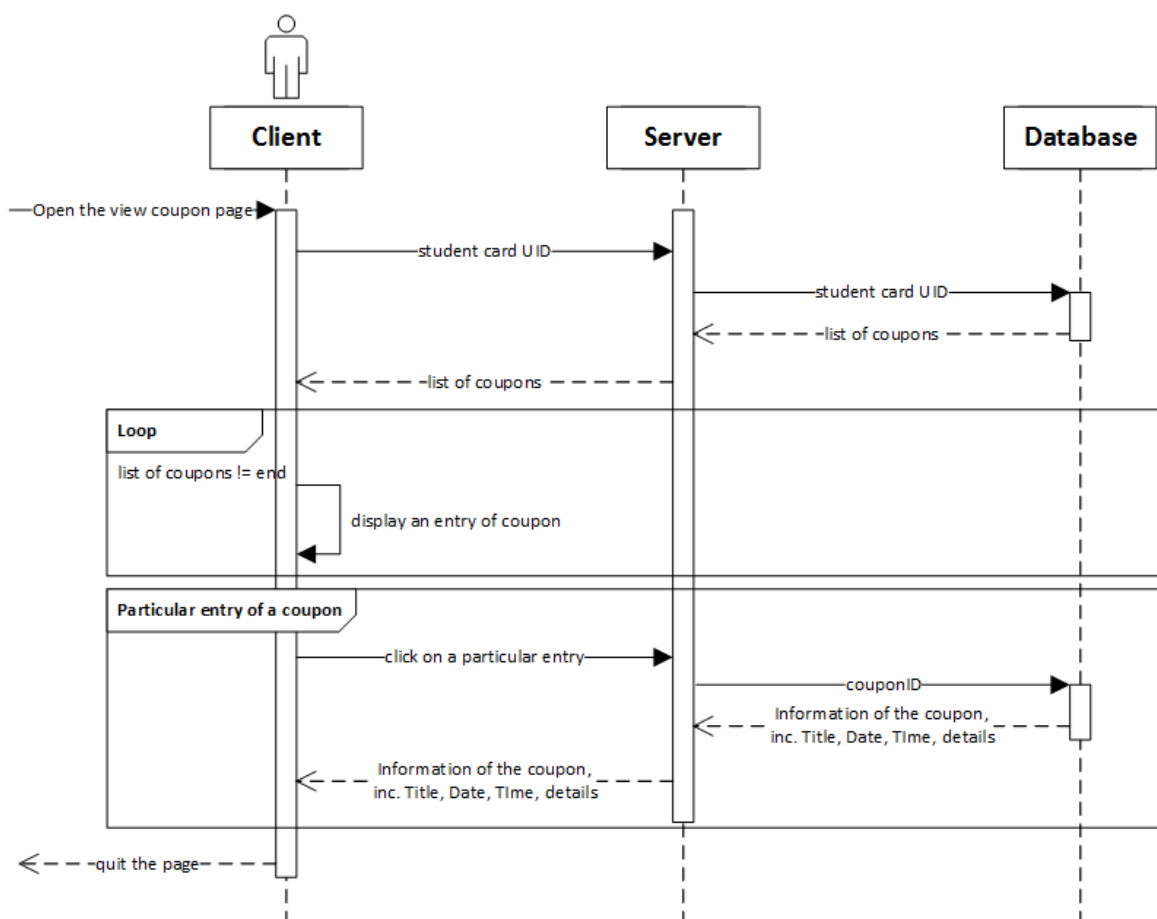 Client
Server
Database
Open the view coupon page
student card UID
student card UID
list of coupons
list of coupons
Loop
list of coupons != end
display an entry of coupon
Particular entry of a coupon
click on a particular entry
couponID
Information of the coupon,
inc. Title, Date, TIme, details
Information of the coupon,
inc. Title, Date, TIme, details
quit the page